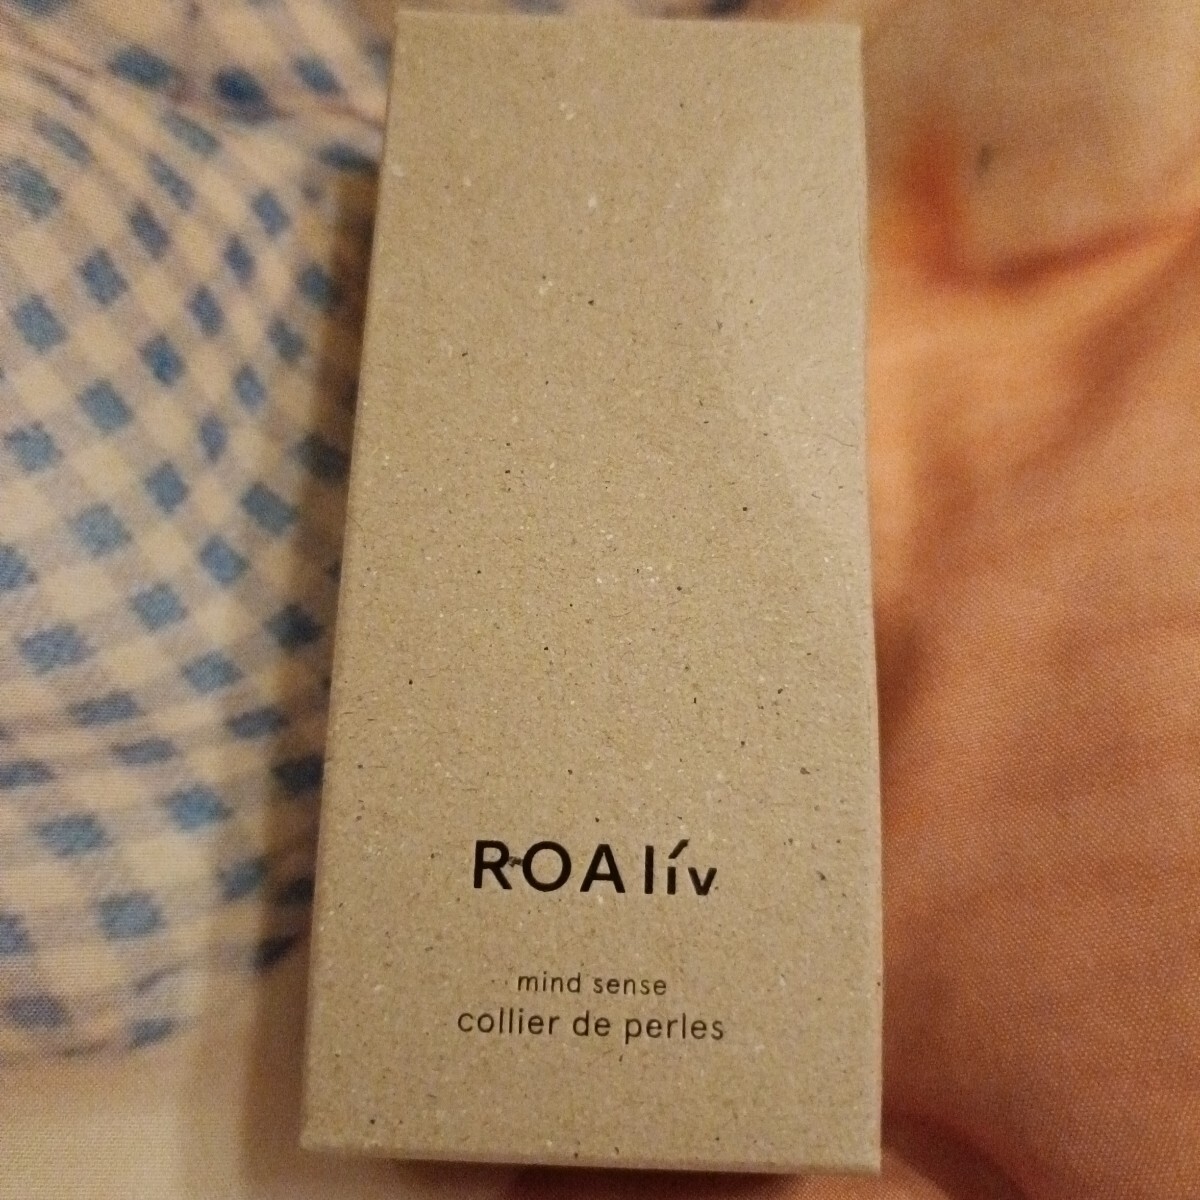 ROA lív
mind sense
collier de perles